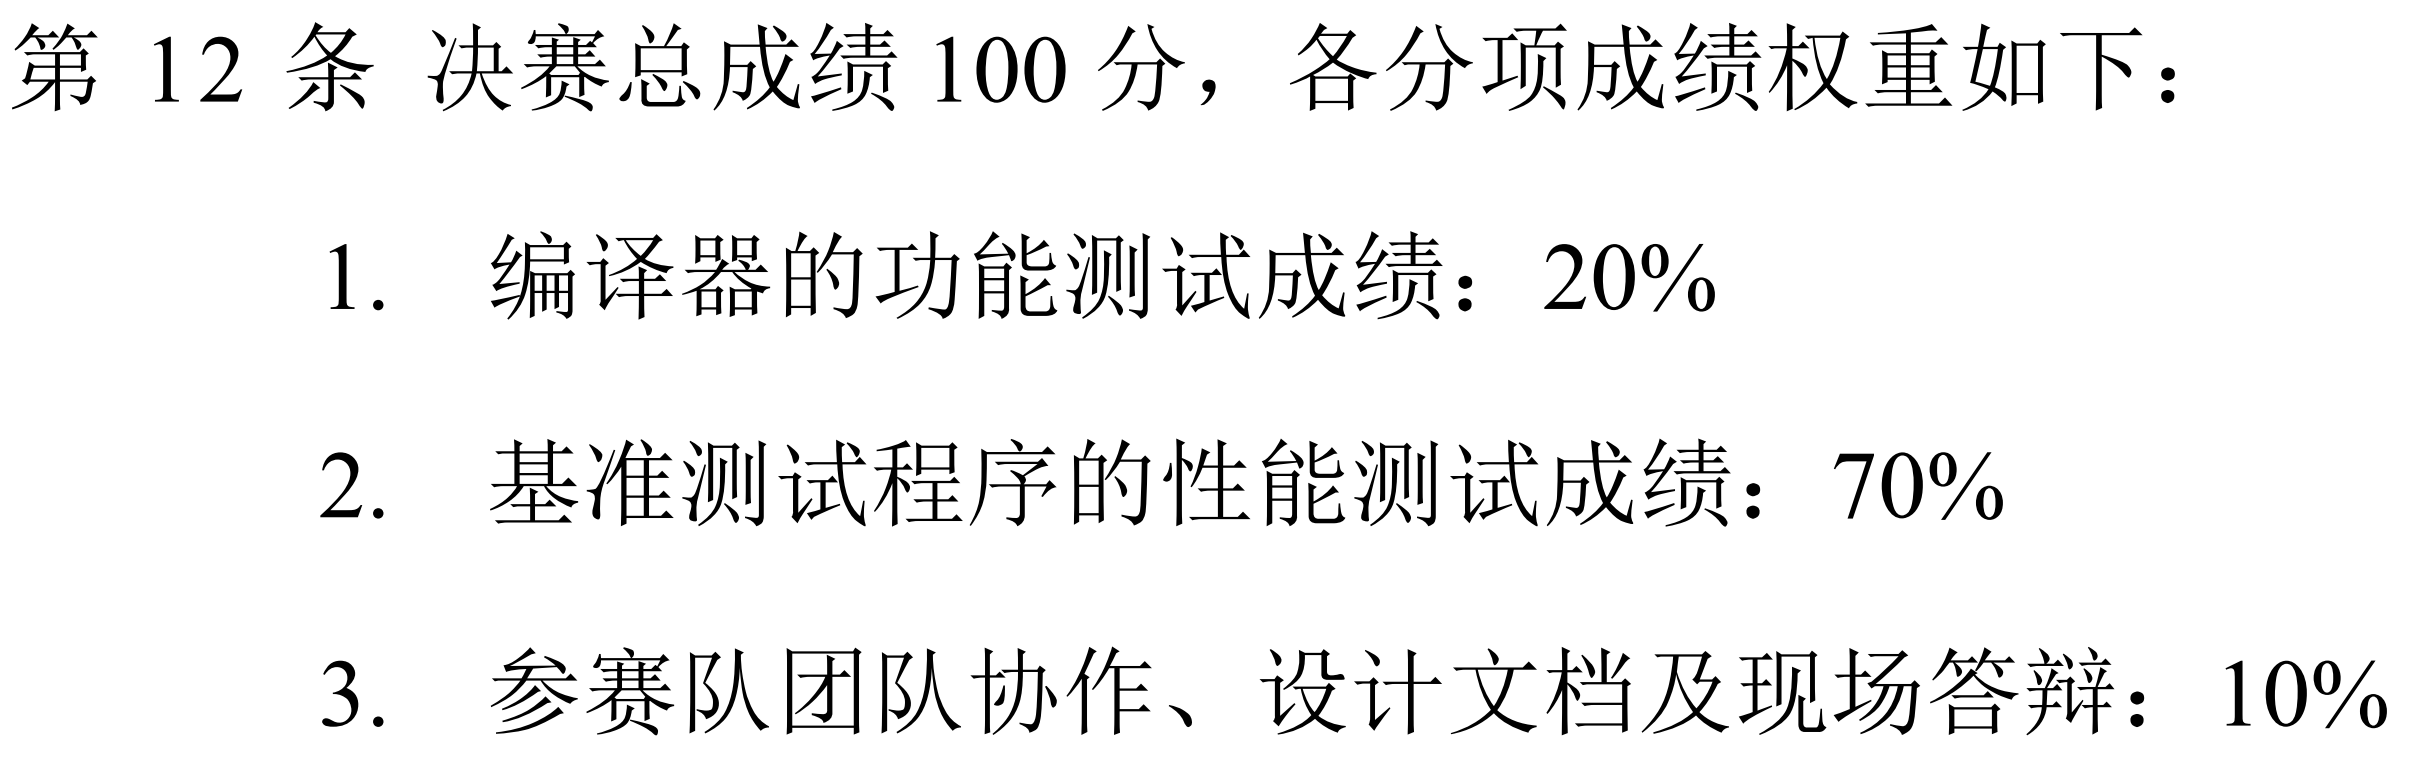 第 12 条 决赛总成绩 100 分，各分项成绩权重如下：
1. 编译器的功能测试成绩：20%
2. 基准测试程序的性能测试成绩：70%
3. 参赛队团队协作、设计文档及现场答辩：10%